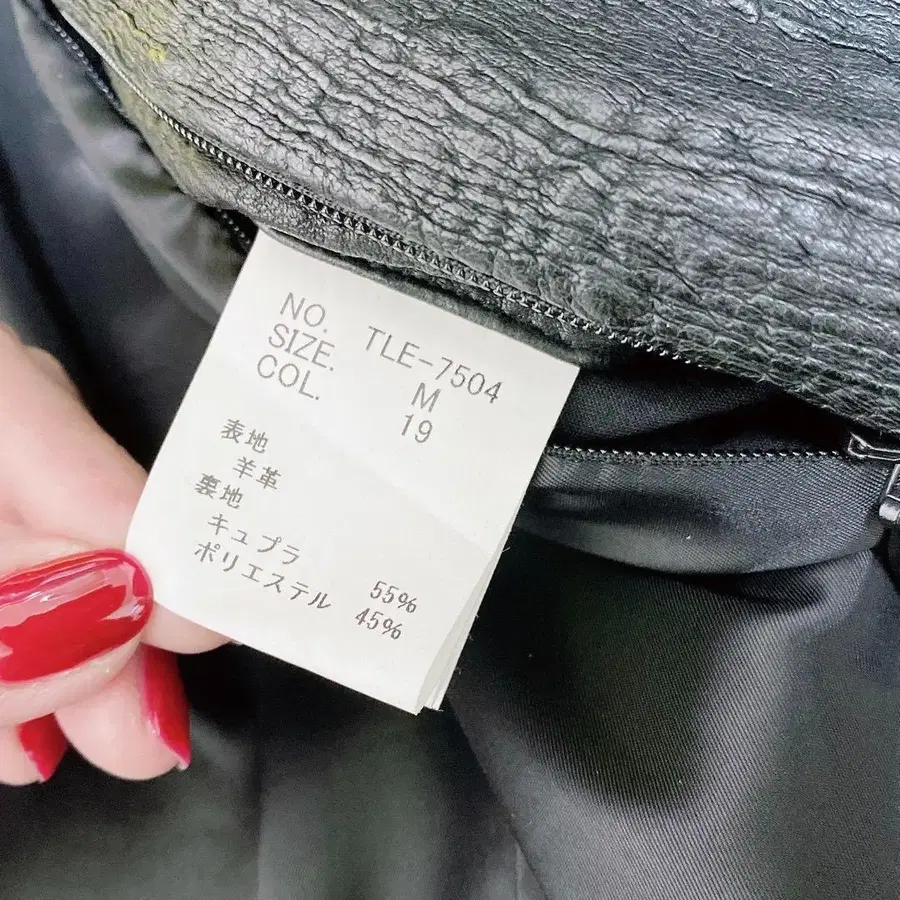 NO. TLE-7504
SIZE. M
COL. 19
表地
羊革
裏地
キュプラ 55%
ポリエステル 45%